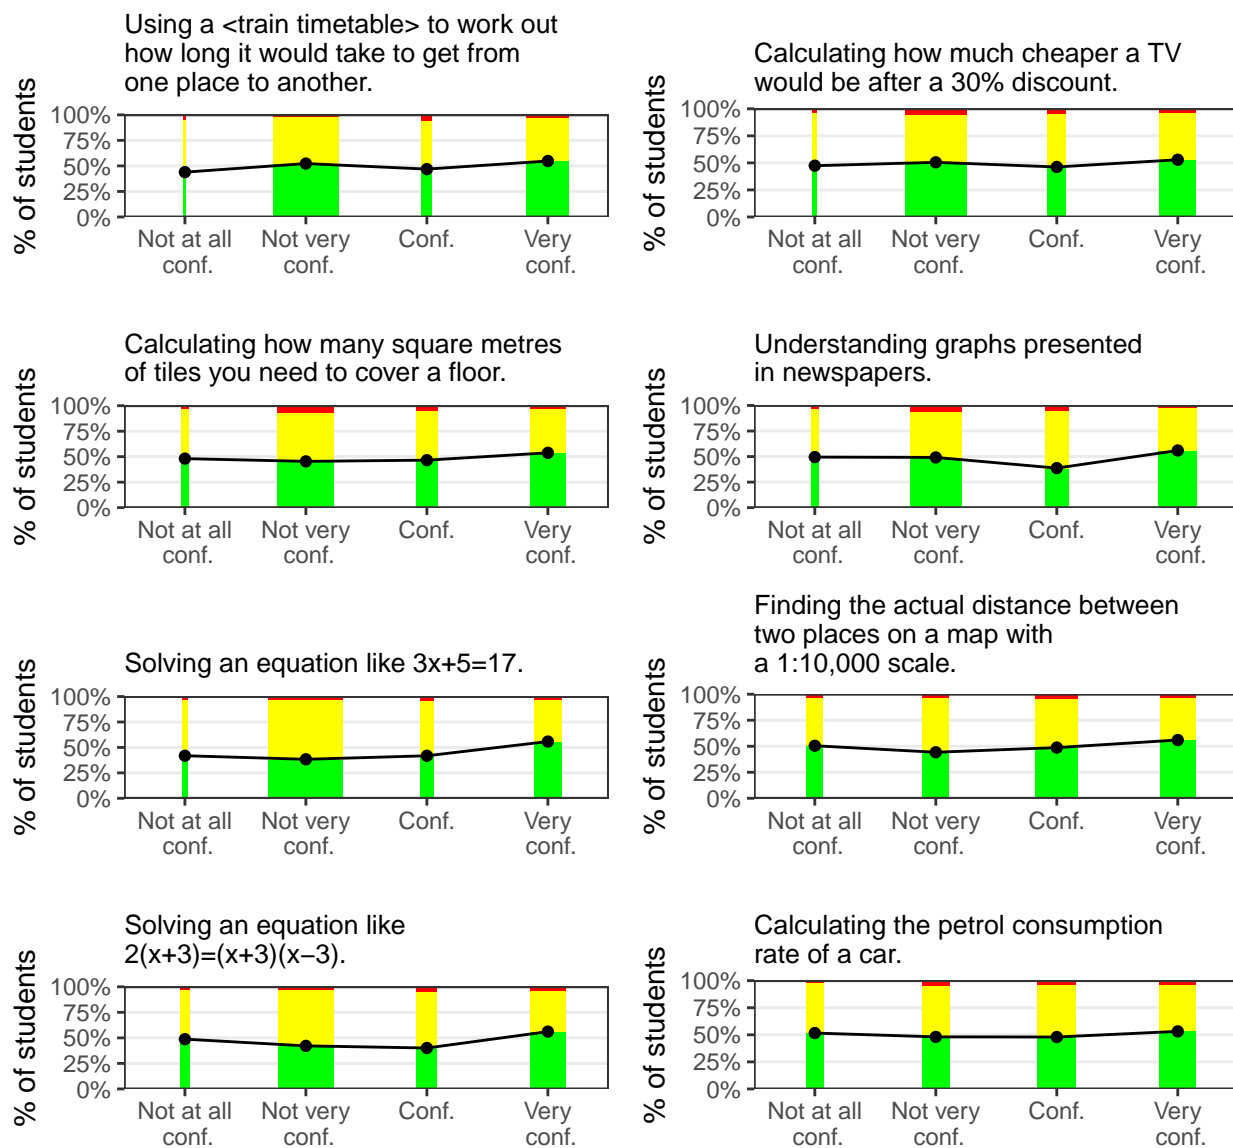 Using a <train timetable> to work out
how long it would take to get from
one place to another.
% of students
100%
75%
50%
25%
0%
Not at all
conf.
Not very
conf.
Conf.
Very
conf.
Calculating how much cheaper a TV
would be after a 30% discount.
% of students
100%
75%
50%
25%
0%
Not at all
conf.
Not very
conf.
Conf.
Very
conf.
Calculating how many square metres
of tiles you need to cover a floor.
% of students
100%
75%
50%
25%
0%
Not at all
conf.
Not very
conf.
Conf.
Very
conf.
Understanding graphs presented
in newspapers.
% of students
100%
75%
50%
25%
0%
Not at all
conf.
Not very
conf.
Conf.
Very
conf.
Solving an equation like 3x+5=17.
% of students
100%
75%
50%
25%
0%
Not at all
conf.
Not very
conf.
Conf.
Very
conf.
Finding the actual distance between
two places on a map with
a 1:10,000 scale.
% of students
100%
75%
50%
25%
0%
Not at all
conf.
Not very
conf.
Conf.
Very
conf.
Solving an equation like
2(x+3)=(x+3)(x−3).
% of students
100%
75%
50%
25%
0%
Not at all
conf.
Not very
conf.
Conf.
Very
conf.
Calculating the petrol consumption
rate of a car.
% of students
100%
75%
50%
25%
0%
Not at all
conf.
Not very
conf.
Conf.
Very
conf.